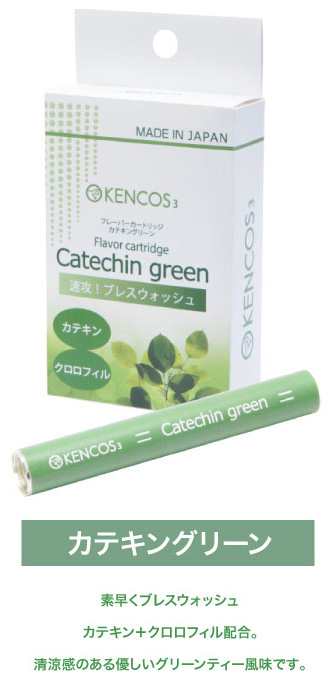 MADE IN JAPAN
KENCOS3
フレーバーカートリッジ
カテキングリーン
Flavor cartridge
Catechin green
速攻！ブレスウォッシュ
カテキン
クロロフィル
KENCOS3
KENCOS3 = Catechin green =
カテキングリーン
素早くブレスウォッシュ
カテキン＋クロロフィル配合。
清涼感のある優しいグリーンティー風味です。